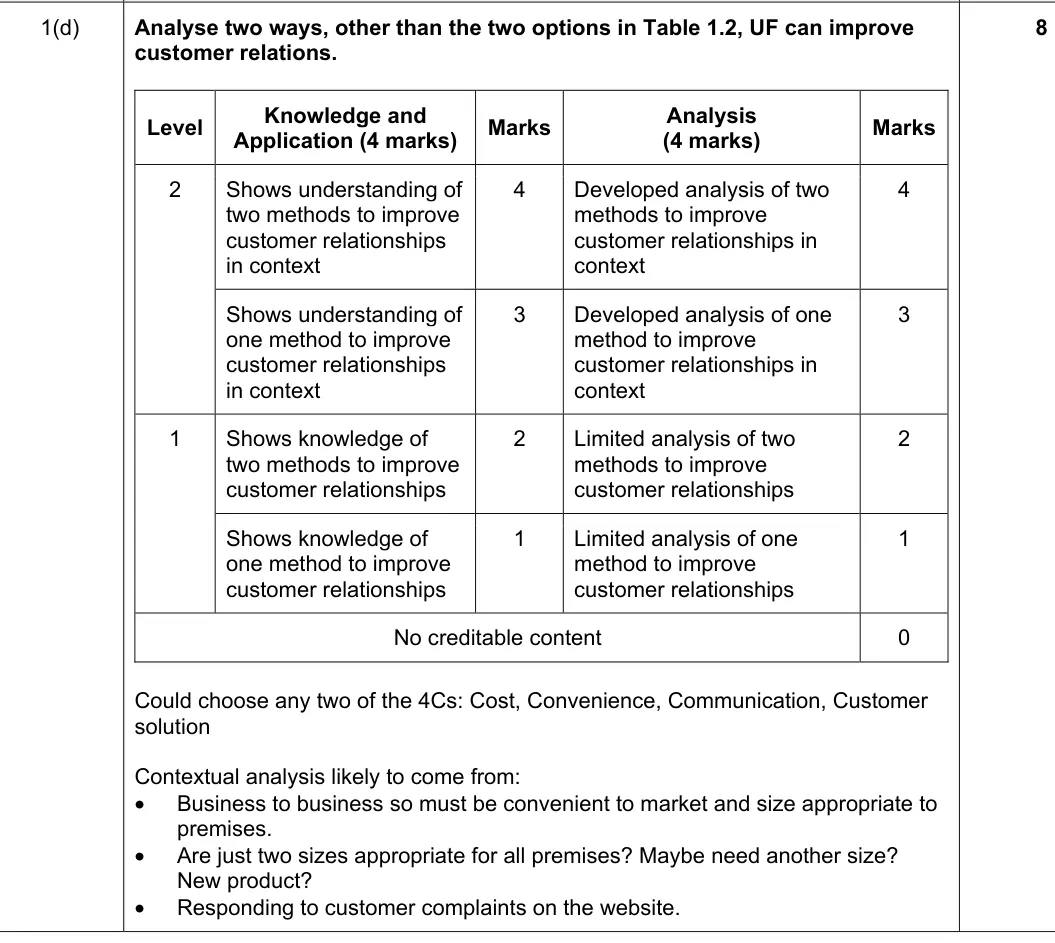 1(d)
Analyse two ways, other than the two options in Table 1.2, UF can improve
customer relations.
8
Level
Knowledge and
Application (4 marks)
Marks
Analysis
(4 marks)
Marks
2
Shows understanding of
two methods to improve
customer relationships
in context
4
Developed analysis of two
methods to improve
customer relationships in
context
4
Shows understanding of
one method to improve
customer relationships
in context
3
Developed analysis of one
method to improve
customer relationships in
context
3
1
Shows knowledge of
two methods to improve
customer relationships
2
Limited analysis of two
methods to improve
customer relationships
2
Shows knowledge of
one method to improve
customer relationships
1
Limited analysis of one
method to improve
customer relationships
1
No creditable content
0
Could choose any two of the 4Cs: Cost, Convenience, Communication, Customer
solution
Contextual analysis likely to come from:
• Business to business so must be convenient to market and size appropriate to
premises.
• Are just two sizes appropriate for all premises? Maybe need another size?
New product?
• Responding to customer complaints on the website.